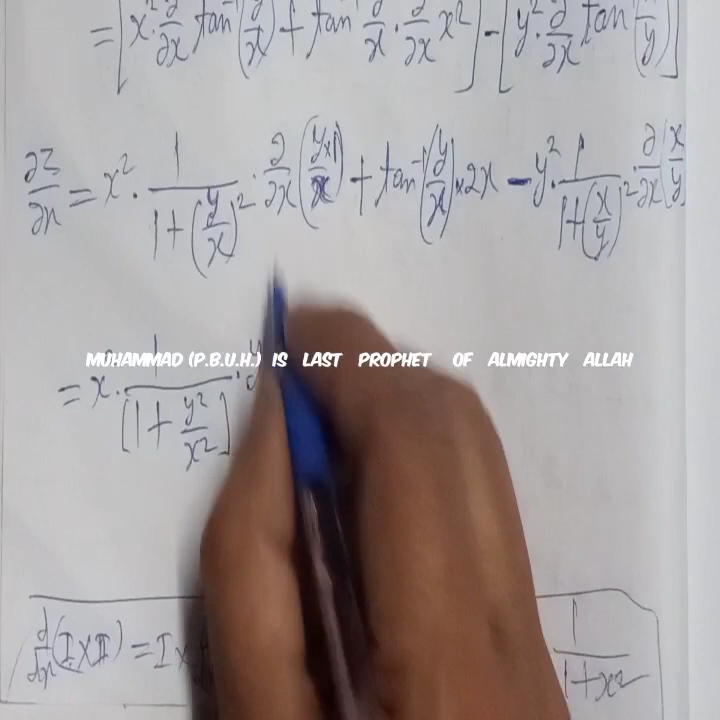 = [x²·∂/∂x tan⁻¹(y/x) + tan⁻¹ y/x · ∂/∂x x²] - [y²·∂/∂x tan⁻¹(x/y)
∂z/∂x = x²· 1/(1+(y/x)²) · ∂/∂x (y×1/x) + tan⁻¹(y/x)×2x - y²· 1/(1+(x/y)²) · ∂/∂x (x/y
MUHAMMAD (P.B.U.H.) IS LAST PROPHET OF ALMIGHTY ALLAH
= x²· 1/[1+y²/x²] · y
d/dx (I×II) = I× 1/(1+x²)